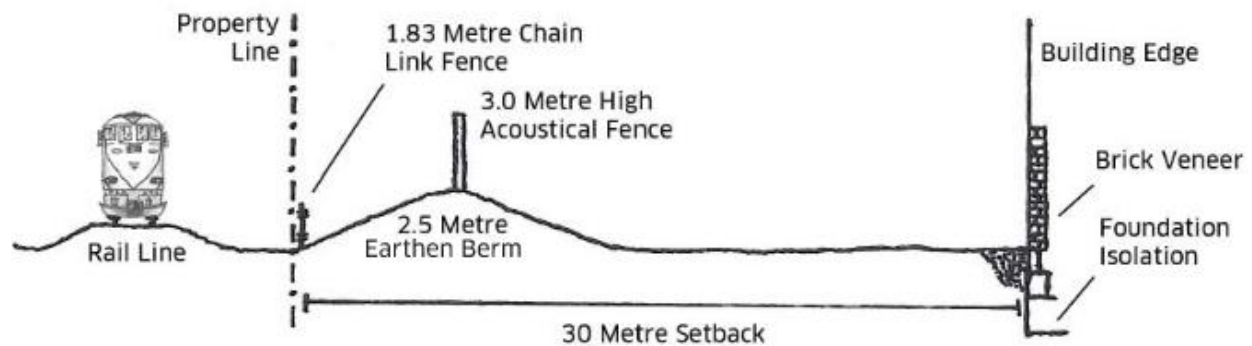 Property
Line
1.83 Metre Chain
Link Fence
Building Edge
3.0 Metre High
Acoustical Fence
Brick Veneer
2.5 Metre
Earthen Berm
Rail Line
Foundation
Isolation
30 Metre Setback